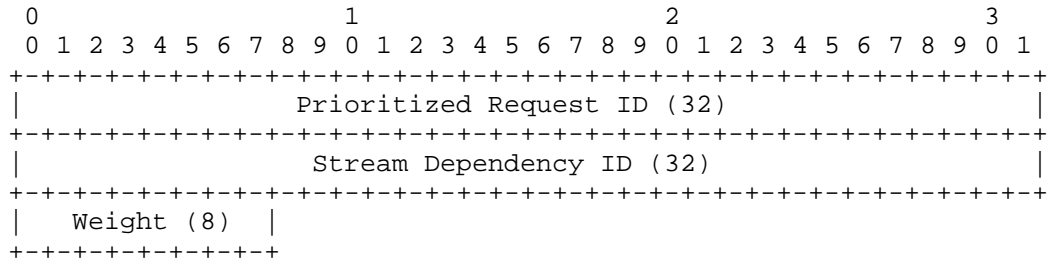 0                   1                   2                   3
 0 1 2 3 4 5 6 7 8 9 0 1 2 3 4 5 6 7 8 9 0 1 2 3 4 5 6 7 8 9 0 1
+-+-+-+-+-+-+-+-+-+-+-+-+-+-+-+-+-+-+-+-+-+-+-+-+-+-+-+-+-+-+-+-+
|                 Prioritized Request ID (32)                   |
+-+-+-+-+-+-+-+-+-+-+-+-+-+-+-+-+-+-+-+-+-+-+-+-+-+-+-+-+-+-+-+-+
|                  Stream Dependency ID (32)                    |
+-+-+-+-+-+-+-+-+-+-+-+-+-+-+-+-+-+-+-+-+-+-+-+-+-+-+-+-+-+-+-+-+
|   Weight (8)  |
+-+-+-+-+-+-+-+-+